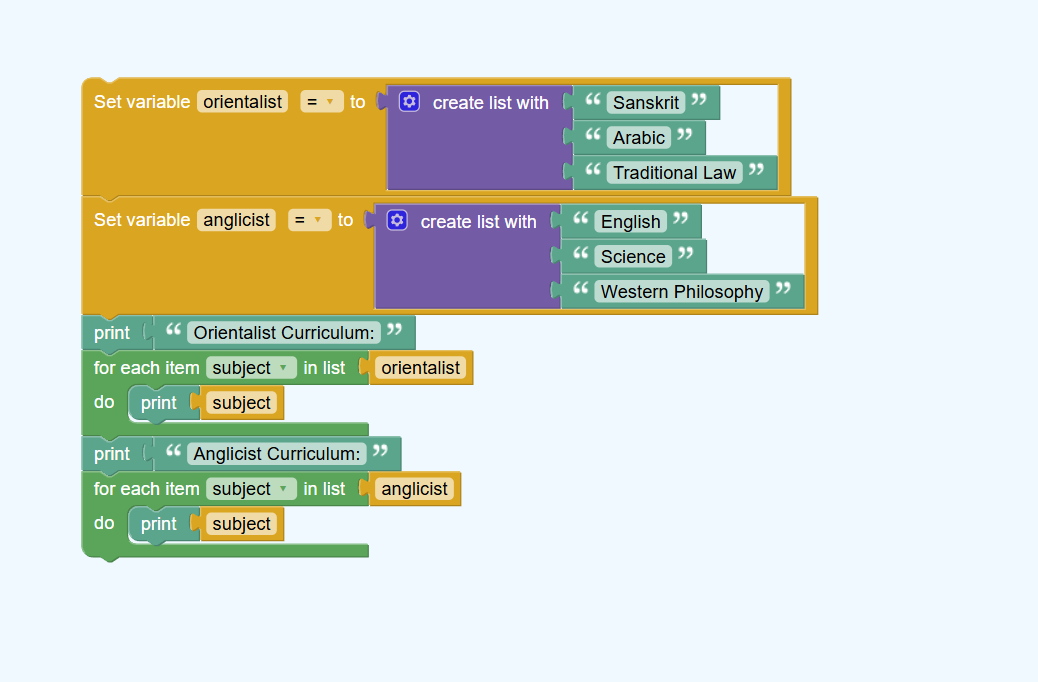 Set variable orientalist = ▾ to create list with “ Sanskrit ”
“ Arabic ”
“ Traditional Law ”
Set variable anglicist = ▾ to create list with “ English ”
“ Science ”
“ Western Philosophy ”
print “ Orientalist Curriculum: ”
for each item subject ▾ in list orientalist
do print subject
print “ Anglicist Curriculum: ”
for each item subject ▾ in list anglicist
do print subject